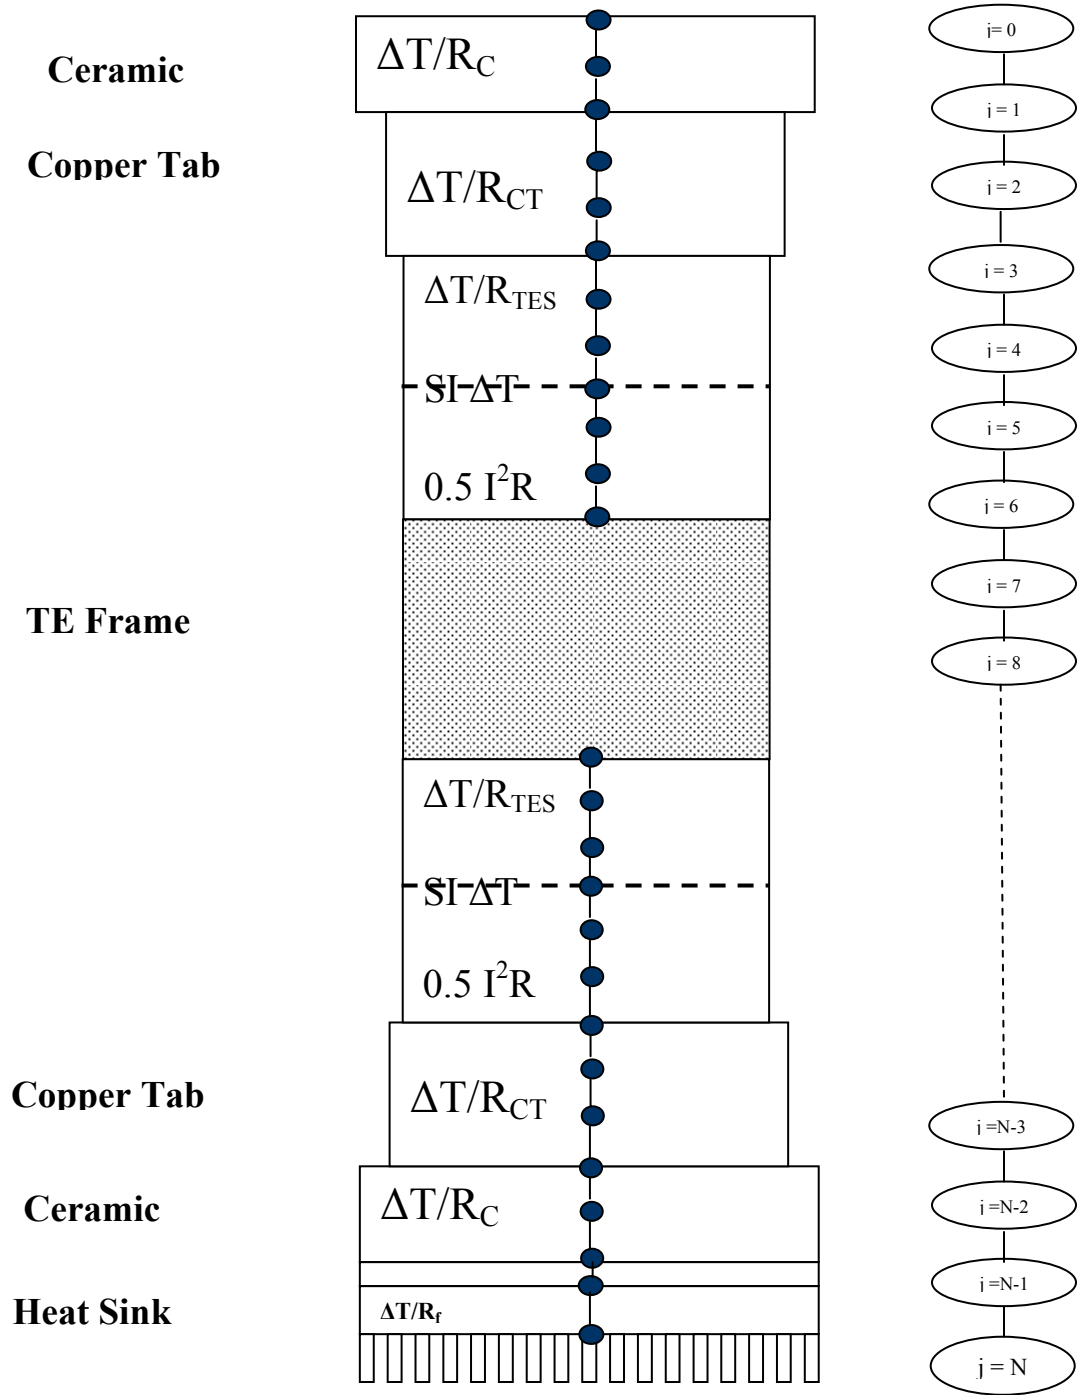 Ceramic
ΔT/R_C
Copper Tab
ΔT/R_CT
ΔT/R_TES
SI ΔT
0.5 I²R
TE Frame
ΔT/R_TES
SI ΔT
0.5 I²R
Copper Tab
ΔT/R_CT
Ceramic
ΔT/R_C
Heat Sink
ΔT/R_f
j= 0
j = 1
j = 2
j = 3
j = 4
j = 5
j = 6
j = 7
j = 8
j =N-3
j =N-2
j =N-1
j = N